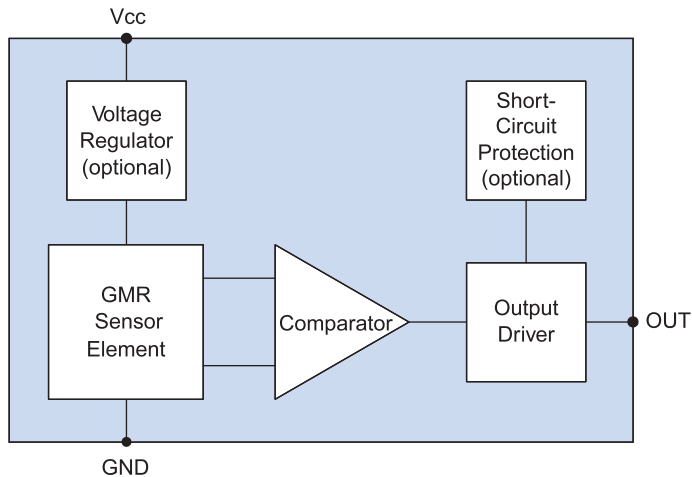 Vcc
Voltage
Regulator
(optional)
Short-
Circuit
Protection
(optional)
GMR
Sensor
Element
Comparator
Output
Driver
OUT
GND